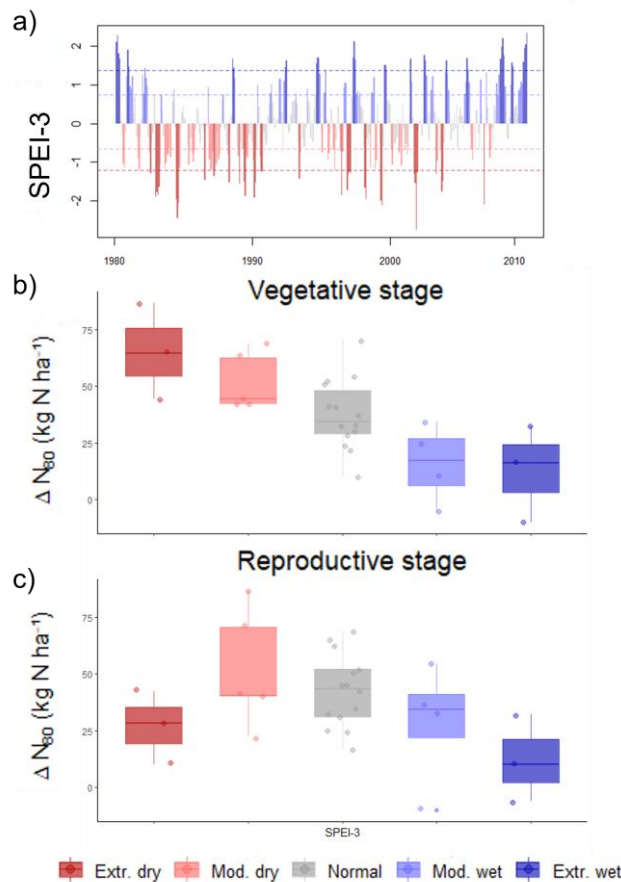 a)
SPEI-3
2
1
0
-1
-2
1980 1990 2000 2010
b)
Vegetative stage
Δ N80 (kg N ha⁻¹)
75
50
25
0
c)
Reproductive stage
Δ N80 (kg N ha⁻¹)
75
50
25
0
SPEI-3
Extr. dry Mod. dry Normal Mod. wet Extr. wet